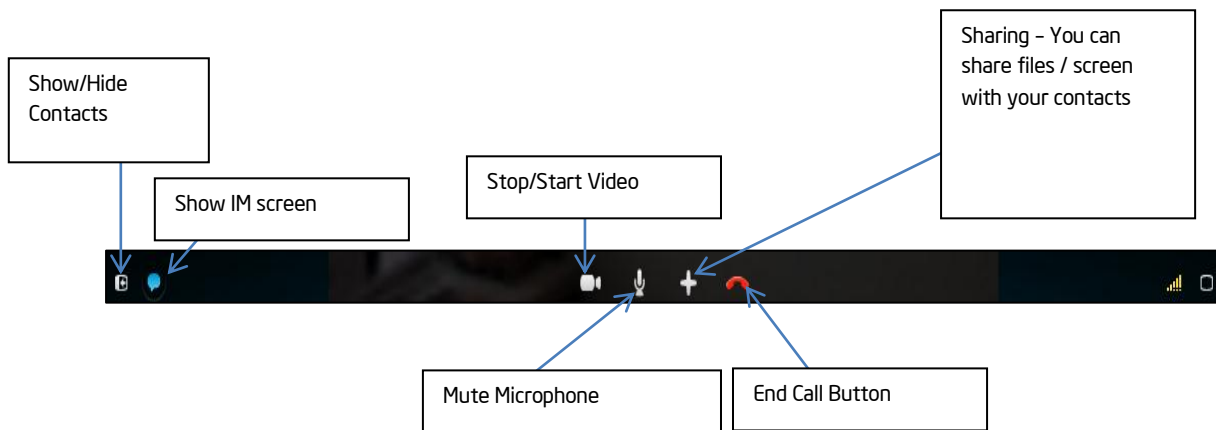 Sharing – You can
share files / screen
with your contacts
Show/Hide
Contacts
Stop/Start Video
Show IM screen
Mute Microphone
End Call Button